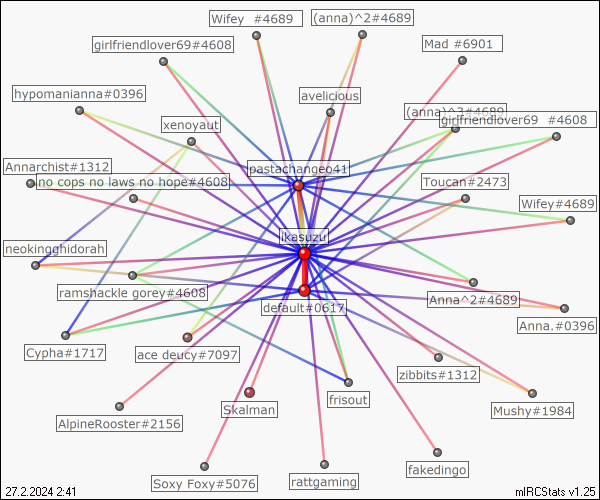 Wifey  #4689
(anna)^2#4689
girlfriendlover69#4608
Mad #6901
hypomanianna#0396
avelicious
(anna)^3#4689
girlfriendlover69  #4608
xenoyaut
Annarchist#1312
pastachangeo41
no cops no laws no hope#4608
Toucan#2473
Wifey#4689
ikasuzu
neokingghidorah
ramshackle gorey#4608
Anna^2#4689
default#0617
Anna.#0396
Cypha#1717
ace deucy#7097
zibbits#1312
frisout
Skalman
Mushy#1984
AlpineRooster#2156
fakedingo
Soxy Foxy#5076
rattgaming
27.2.2024 2:41
mIRCStats v1.25